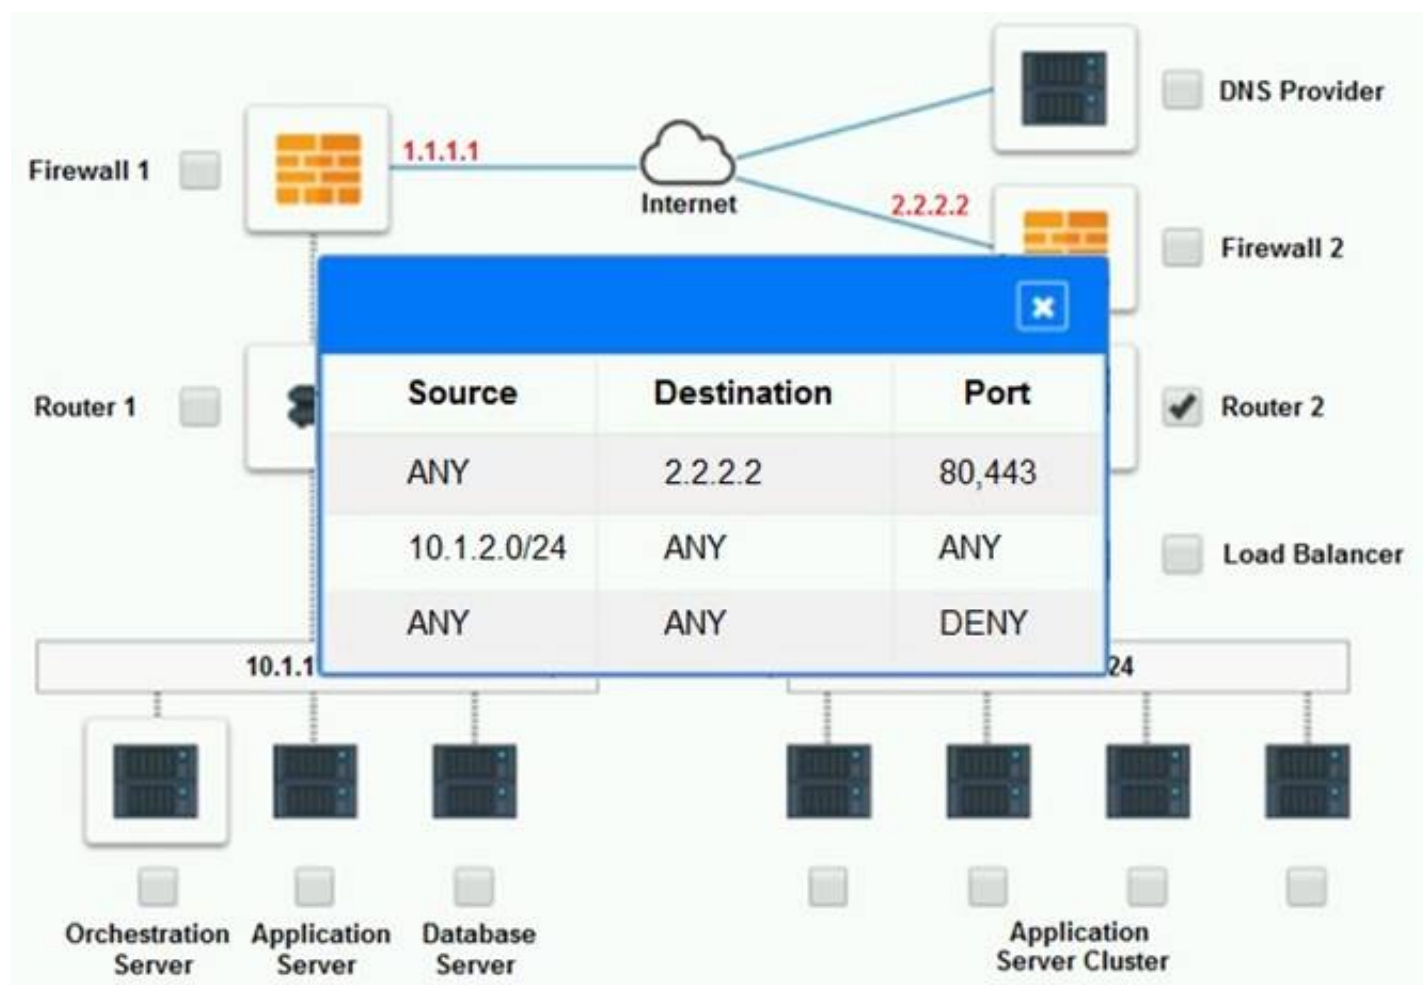 DNS Provider
1.1.1.1
Firewall 1
Internet
2.2.2.2
Firewall 2
Source Destination Port
Router 1
Router 2
ANY 2.2.2.2 80,443
10.1.2.0/24 ANY ANY
Load Balancer
ANY ANY DENY
10.1.1
24
Orchestration Server
Application Server
Database Server
Application Server Cluster